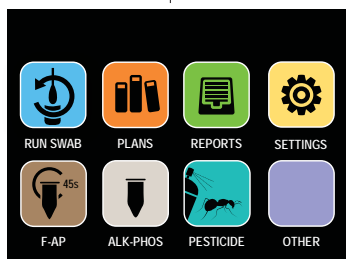 RUN SWAB PLANS REPORTS SETTINGS
45s
F-AP ALK-PHOS PESTICIDE OTHER